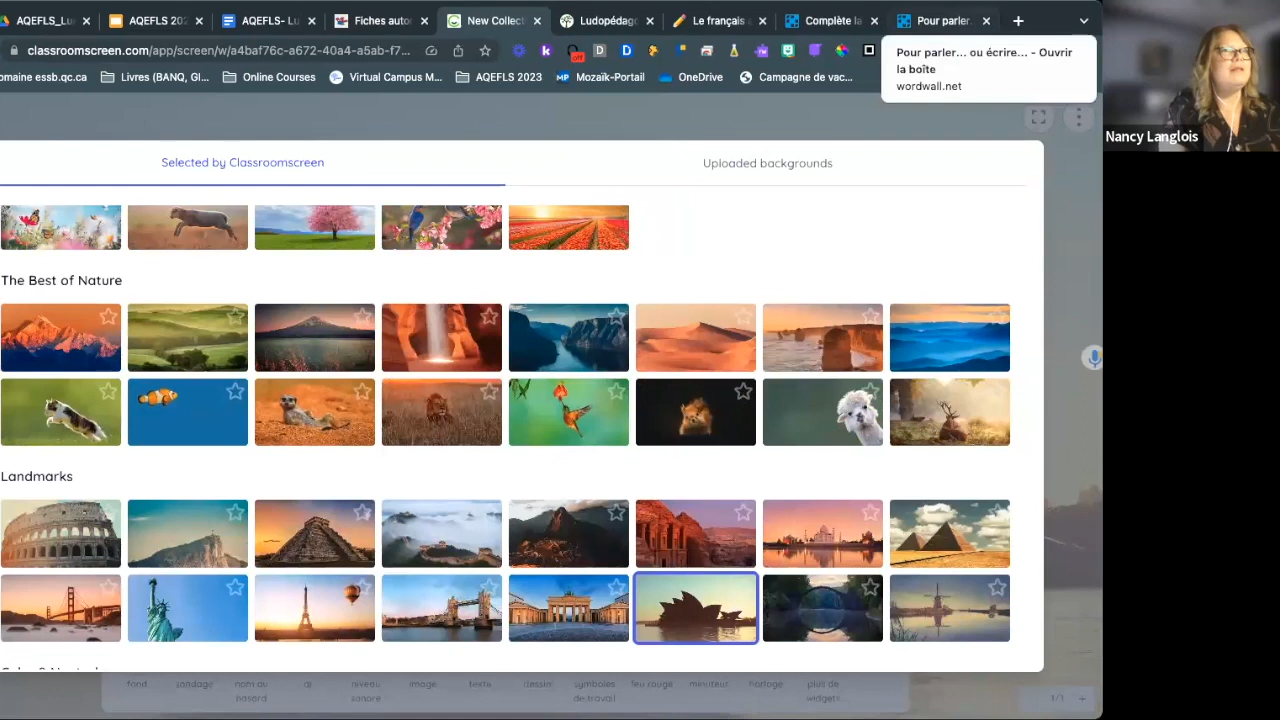 AQEFLS_Lu
AQEFLS 202
AQEFLS- Lu
Fiches autor
New Collect
Ludopédago
Le français
Complète la
Pour parler...
classroomscreen.com/app/screen/w/a4baf76c-a672-40a4-a5ab-f7...
off
Pour parler... ou écrire... - Ouvrir
la boîte
wordwall.net
omaine essb.qc.ca
Livres (BANQ, Gl...
Online Courses
Virtual Campus M...
AQEFLS 2023
MP Mozaïk-Portail
OneDrive
Campagne de vac...
Nancy Langlois
Selected by Classroomscreen
Uploaded backgrounds
The Best of Nature
Landmarks
fond
sondage
nom au
hasard
niveau
sonore
image
texte
dessin
symboles
de travail
feu rouge
minuteur
horloge
plus de
widgets
1/1